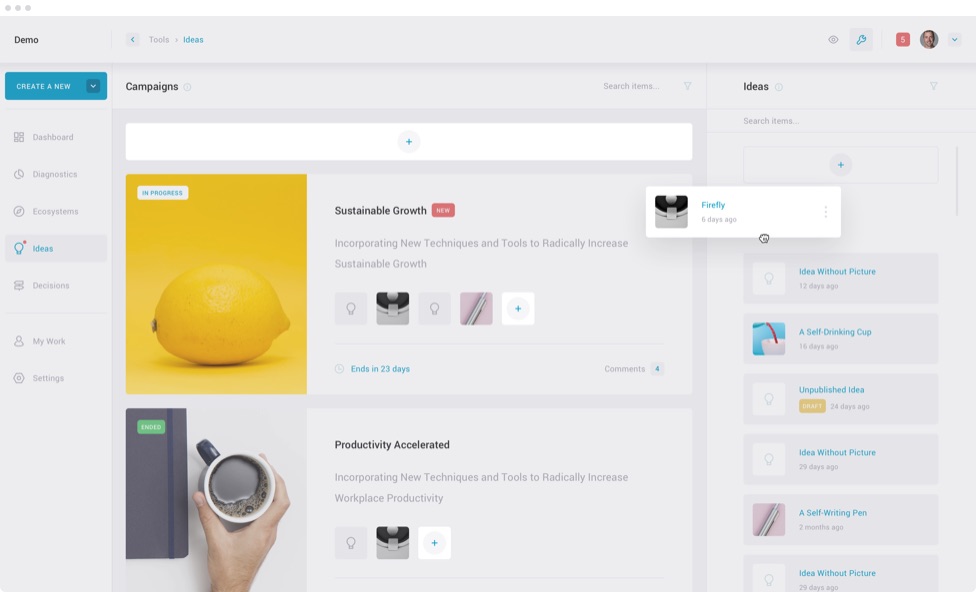 Demo
Tools › Ideas
5
CREATE A NEW
Dashboard
Diagnostics
Ecosystems
Ideas
Decisions
My Work
Settings
Campaigns
Search items...
IN PROGRESS
Sustainable Growth NEW
Incorporating New Techniques and Tools to Radically Increase
Sustainable Growth
Ends in 23 days
Comments 4
ENDED
Productivity Accelerated
Incorporating New Techniques and Tools to Radically Increase
Workplace Productivity
Ideas
Search items...
Firefly
6 days ago
Idea Without Picture
12 days ago
A Self-Drinking Cup
16 days ago
Unpublished Idea
DRAFT 24 days ago
Idea Without Picture
29 days ago
A Self-Writing Pen
2 months ago
Idea Without Picture
29 days ago